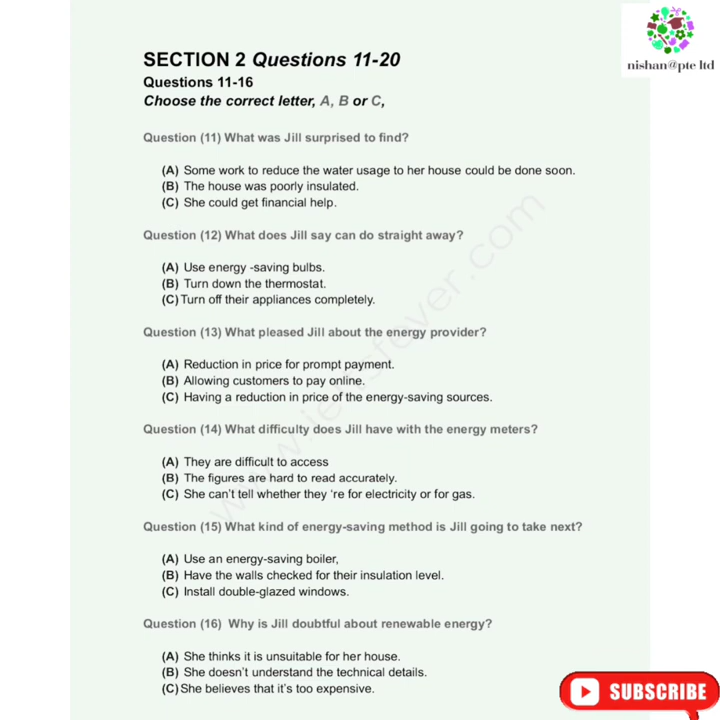 nishan@pte ltd
SECTION 2 Questions 11-20
Questions 11-16
Choose the correct letter, A, B or C,
Question (11) What was Jill surprised to find?
(A) Some work to reduce the water usage to her house could be done soon.
(B) The house was poorly insulated.
(C) She could get financial help.
Question (12) What does Jill say can do straight away?
(A) Use energy -saving bulbs.
(B) Turn down the thermostat.
(C) Turn off their appliances completely.
Question (13) What pleased Jill about the energy provider?
(A) Reduction in price for prompt payment.
(B) Allowing customers to pay online.
(C) Having a reduction in price of the energy-saving sources.
Question (14) What difficulty does Jill have with the energy meters?
(A) They are difficult to access
(B) The figures are hard to read accurately.
(C) She can't tell whether they 're for electricity or for gas.
Question (15) What kind of energy-saving method is Jill going to take next?
(A) Use an energy-saving boiler,
(B) Have the walls checked for their insulation level.
(C) Install double-glazed windows.
Question (16) Why is Jill doubtful about renewable energy?
(A) She thinks it is unsuitable for her house.
(B) She doesn't understand the technical details.
(C) She believes that it's too expensive.
www.ieltsfever.com
SUBSCRIBE